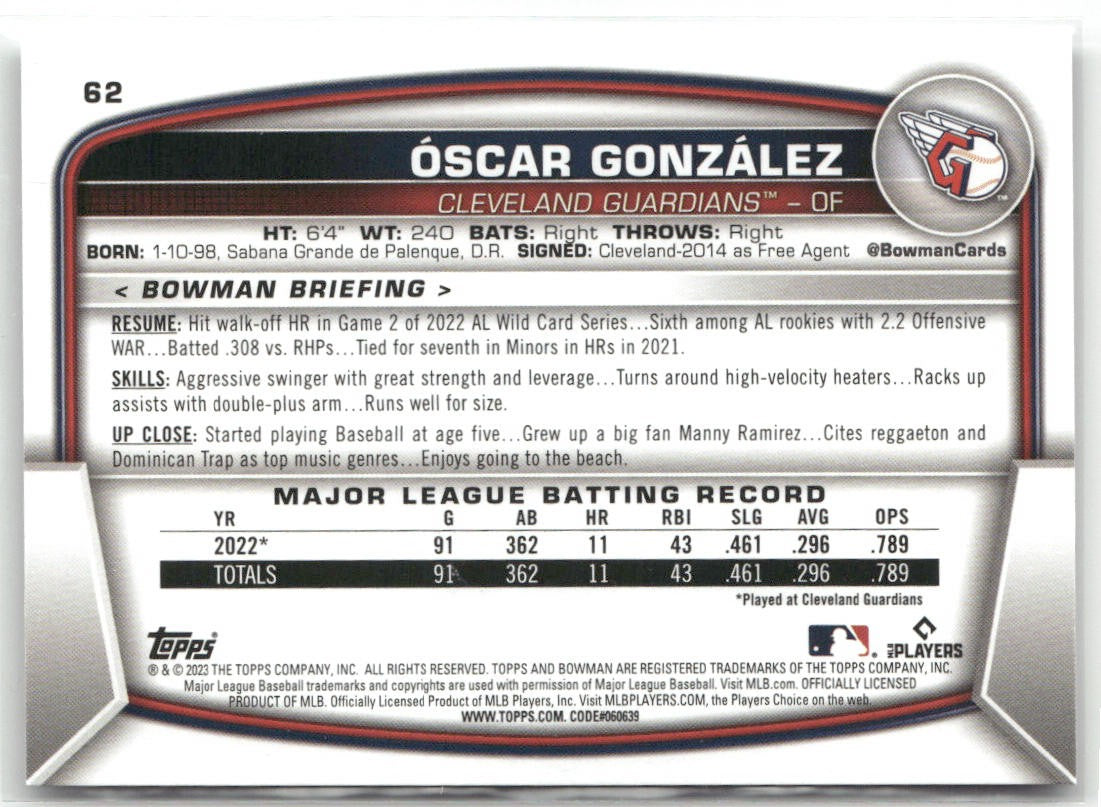 62
ÓSCAR GONZÁLEZ
CLEVELAND GUARDIANS™ – OF
HT: 6'4" WT: 240 BATS: Right THROWS: Right
BORN: 1-10-98, Sabana Grande de Palenque, D.R. SIGNED: Cleveland-2014 as Free Agent @BowmanCards
< BOWMAN BRIEFING >
RESUME: Hit walk-off HR in Game 2 of 2022 AL Wild Card Series...Sixth among AL rookies with 2.2 Offensive
WAR...Batted .308 vs. RHPs...Tied for seventh in Minors in HRs in 2021.
SKILLS: Aggressive swinger with great strength and leverage...Turns around high-velocity heaters...Racks up
assists with double-plus arm...Runs well for size.
UP CLOSE: Started playing Baseball at age five...Grew up a big fan Manny Ramirez...Cites reggaeton and
Dominican Trap as top music genres...Enjoys going to the beach.
MAJOR LEAGUE BATTING RECORD
YR G AB HR RBI SLG AVG OPS
2022* 91 362 11 43 .461 .296 .789
TOTALS 91 362 11 43 .461 .296 .789
*Played at Cleveland Guardians
Topps MLB PLAYERS
® & © 2023 THE TOPPS COMPANY, INC. ALL RIGHTS RESERVED. TOPPS AND BOWMAN ARE REGISTERED TRADEMARKS OF THE TOPPS COMPANY, INC.
Major League Baseball trademarks and copyrights are used with permission of Major League Baseball. Visit MLB.com. OFFICIALLY LICENSED
PRODUCT OF MLB. Officially Licensed Product of MLB Players, Inc. Visit MLBPLAYERS.COM, the Players Choice on the web.
WWW.TOPPS.COM. CODE#060639